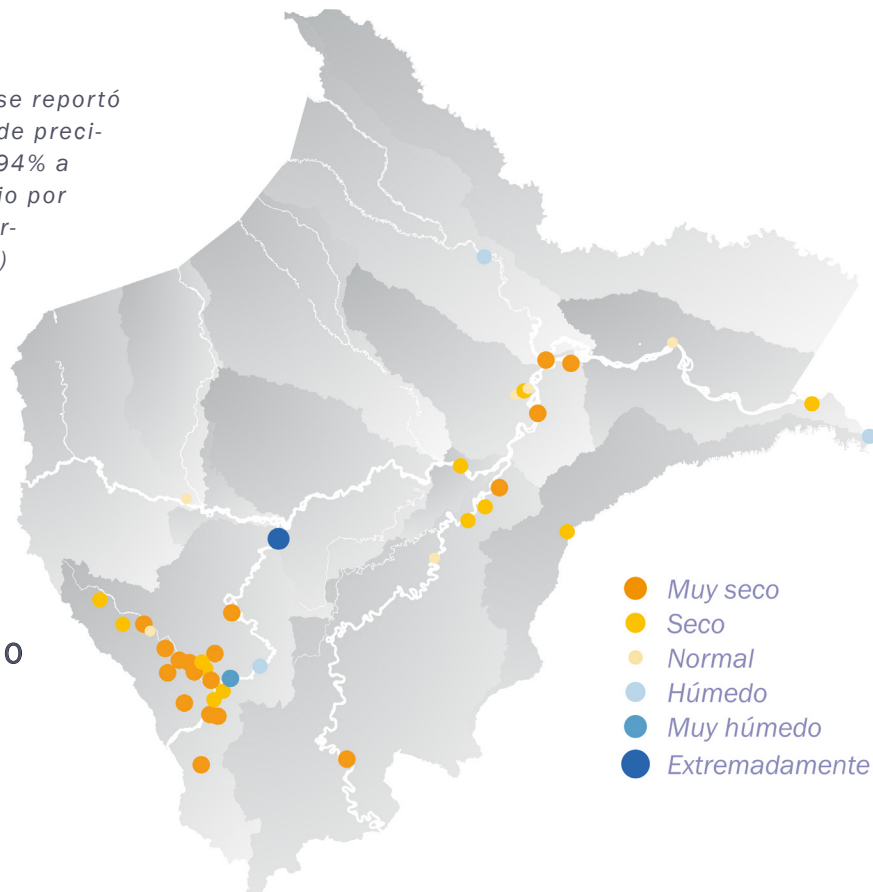 se reportó
de preci-
94% a
io por
r-
)
o
Muy seco
Seco
Normal
Húmedo
Muy húmedo
Extremadamente